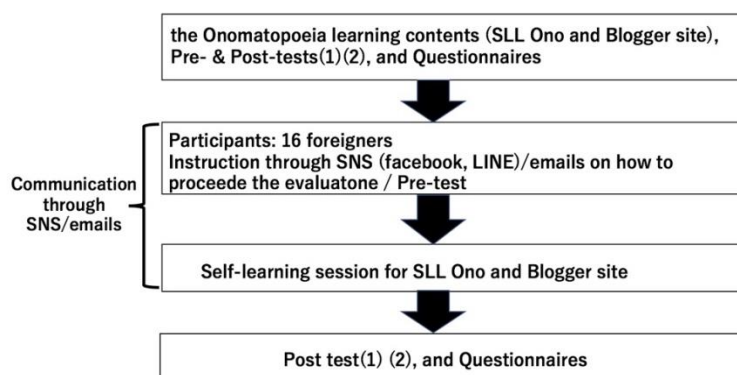 the Onomatopoeia learning contents (SLL Ono and Blogger site),
Pre- & Post-tests(1)(2), and Questionnaires
Participants: 16 foreigners
Instruction through SNS (facebook, LINE)/emails on how to
proceede the evaluatone / Pre-test
Communication
through
SNS/emails
Self-learning session for SLL Ono and Blogger site
Post test(1) (2), and Questionnaires